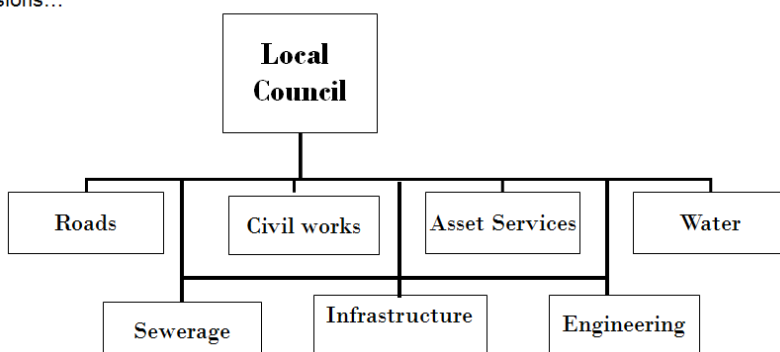 Local
Council
Roads
Civil works
Asset Services
Water
Sewerage
Infrastructure
Engineering